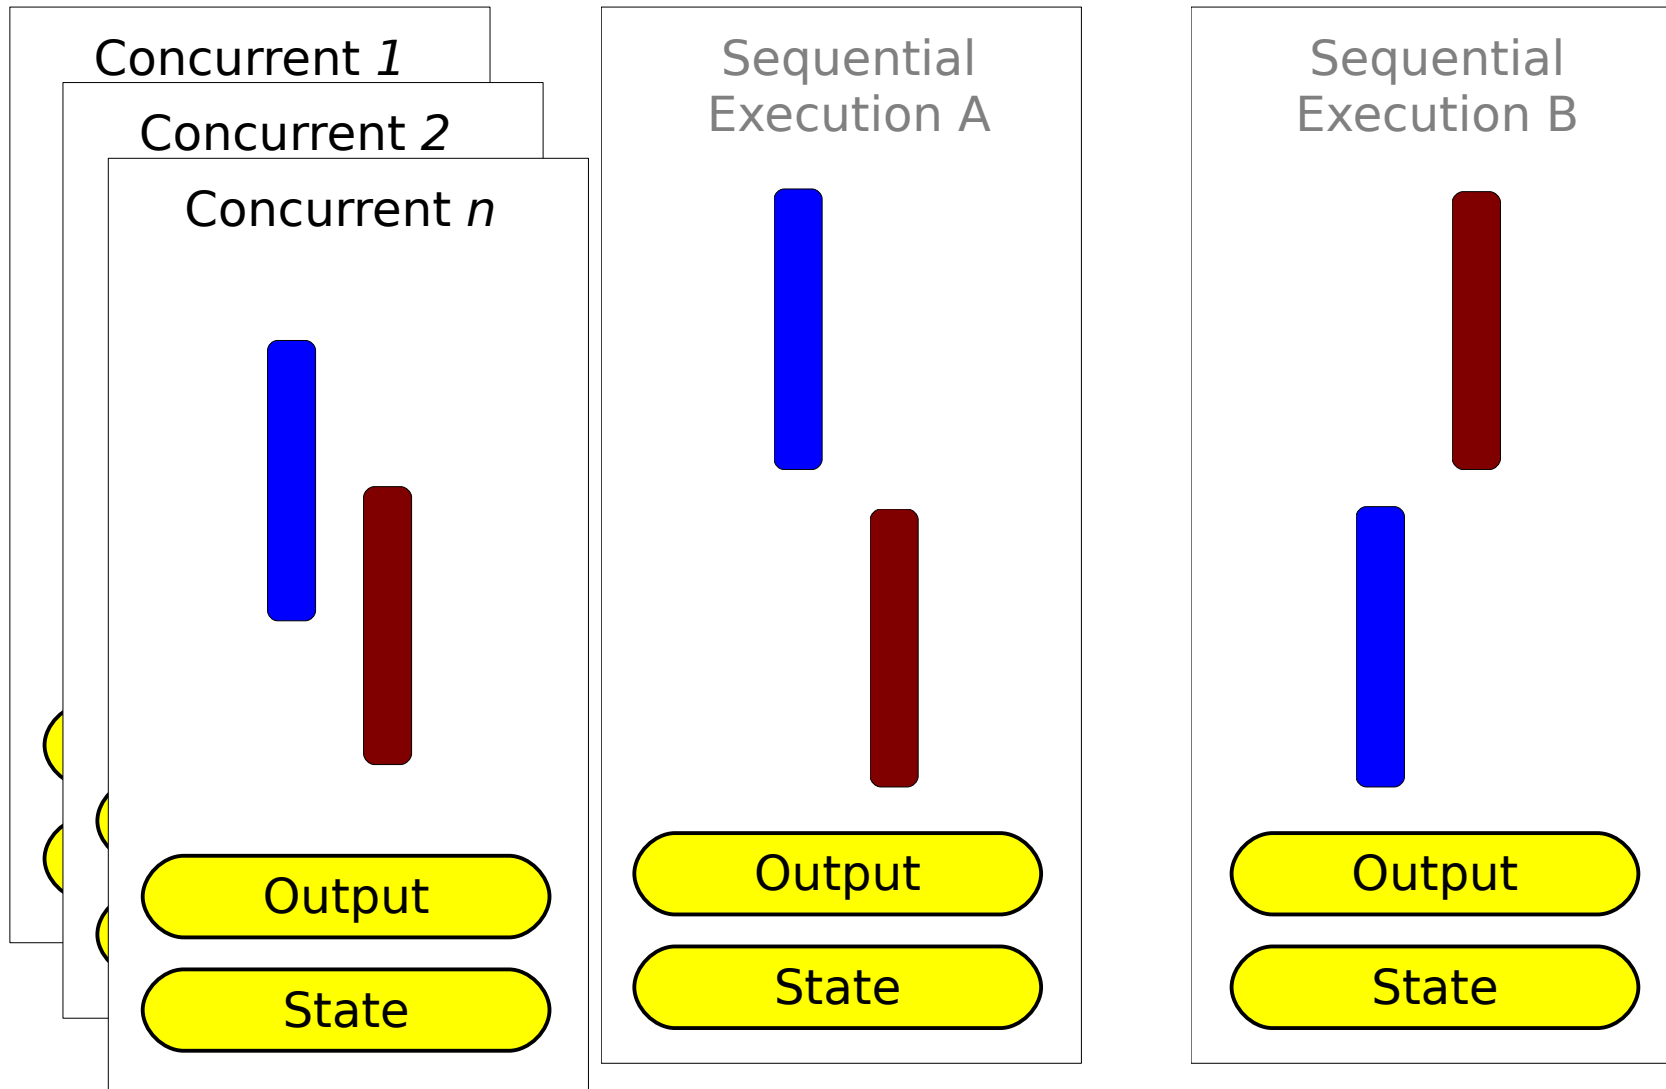 Concurrent 1
Concurrent 2
Concurrent n
Output
State
Sequential
Execution A
Output
State
Sequential
Execution B
Output
State